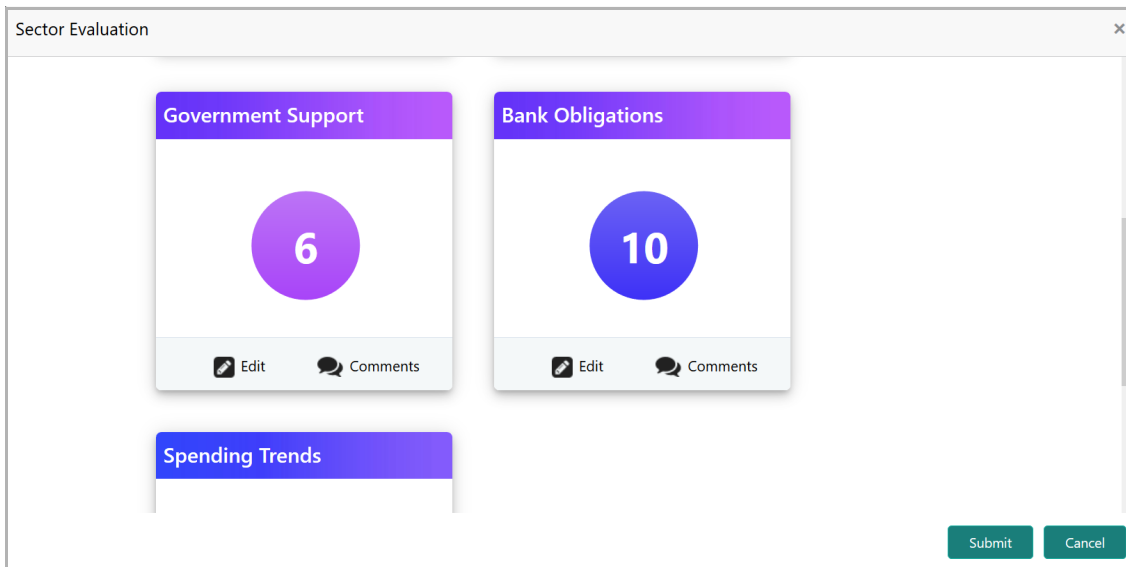 Sector Evaluation
×
Government Support
Bank Obligations
6
10
Edit
Comments
Edit
Comments
Spending Trends
Submit
Cancel